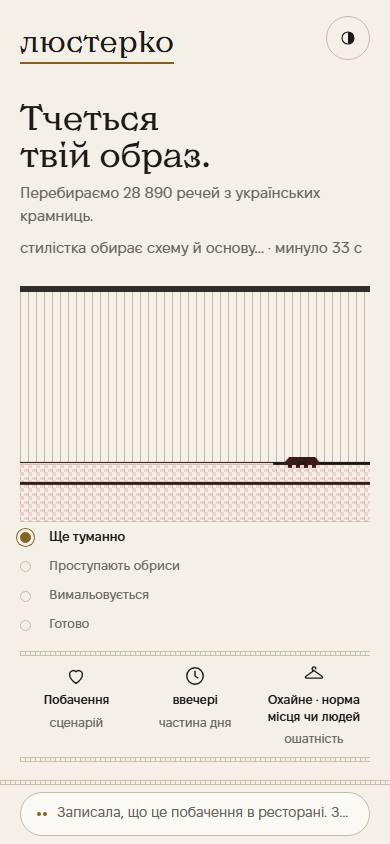 люстерко
Тчеться
твій образ.
Перебираємо 28 890 речей з українських
крамниць.
стилістка обирає схему й основу... · минуло 33 с
Ще туманно
Проступають обриси
Вимальовується
Готово
Побачення
сценарій
ввечері
частина дня
Охайне · норма
місця чи людей
ошатність
Записала, що це побачення в ресторані. З...